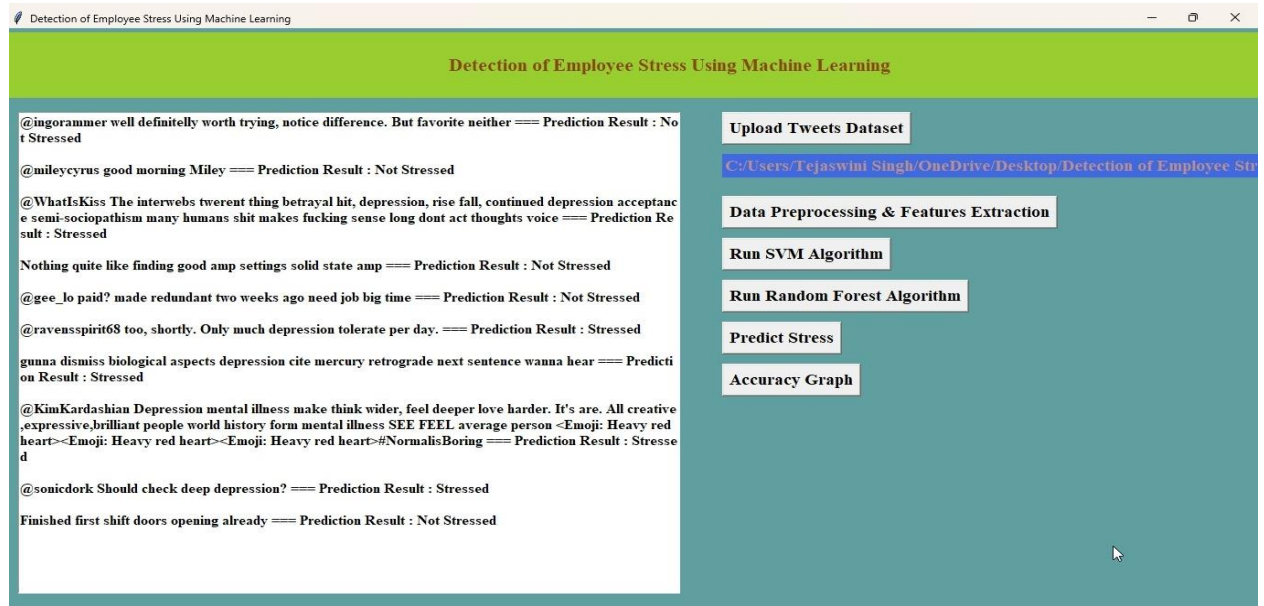 Detection of Employee Stress Using Machine Learning
Detection of Employee Stress Using Machine Learning
@ingorammer well definitelly worth trying, notice difference. But favorite neither === Prediction Result : No
t Stressed
@mileycyrus good morning Miley === Prediction Result : Not Stressed
@WhatIsKiss The interwebs twerent thing betrayal hit, depression, rise fall, continued depression acceptanc
e semi-sociopathism many humans shit makes fucking sense long dont act thoughts voice === Prediction Re
sult : Stressed
Nothing quite like finding good amp settings solid state amp === Prediction Result : Not Stressed
@gee_lo paid? made redundant two weeks ago need job big time === Prediction Result : Not Stressed
@ravensspirit68 too, shortly. Only much depression tolerate per day. === Prediction Result : Stressed
gunna dismiss biological aspects depression cite mercury retrograde next sentence wanna hear === Predicti
on Result : Stressed
@KimKardashian Depression mental illness make think wider, feel deeper love harder. It's are. All creative
,expressive,brilliant people world history form mental illness SEE FEEL average person <Emoji: Heavy red
heart><Emoji: Heavy red heart><Emoji: Heavy red heart>#NormalisBoring === Prediction Result : Stresse
d
@sonicdork Should check deep depression? === Prediction Result : Stressed
Finished first shift doors opening already === Prediction Result : Not Stressed
Upload Tweets Dataset
C:/Users/Tejaswini Singh/OneDrive/Desktop/Detection of Employee Str
Data Preprocessing & Features Extraction
Run SVM Algorithm
Run Random Forest Algorithm
Predict Stress
Accuracy Graph